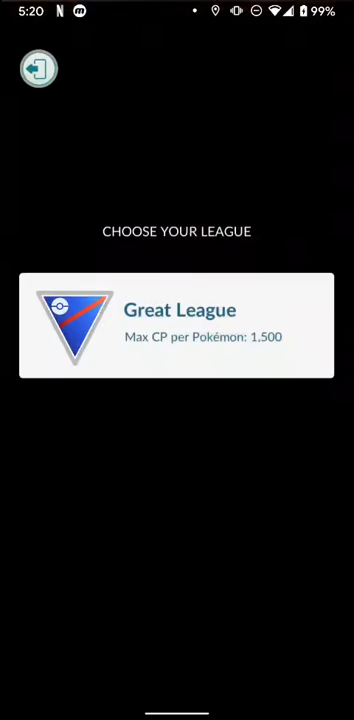 5:20
99%
CHOOSE YOUR LEAGUE
Great League
Max CP per Pokémon: 1,500